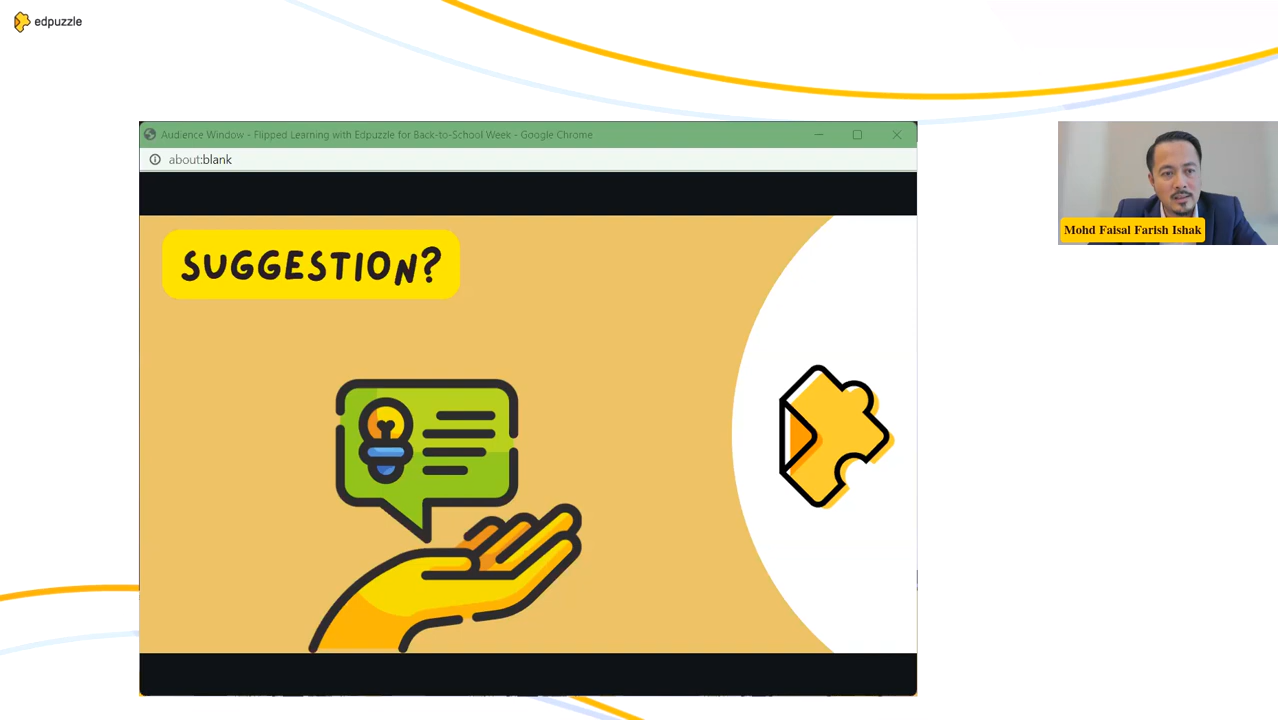 edpuzzle
Audience Window - Flipped Learning with Edpuzzle for Back-to-School Week - Google Chrome
about:blank
SUGGESTION?
Mohd Faisal Farish Ishak